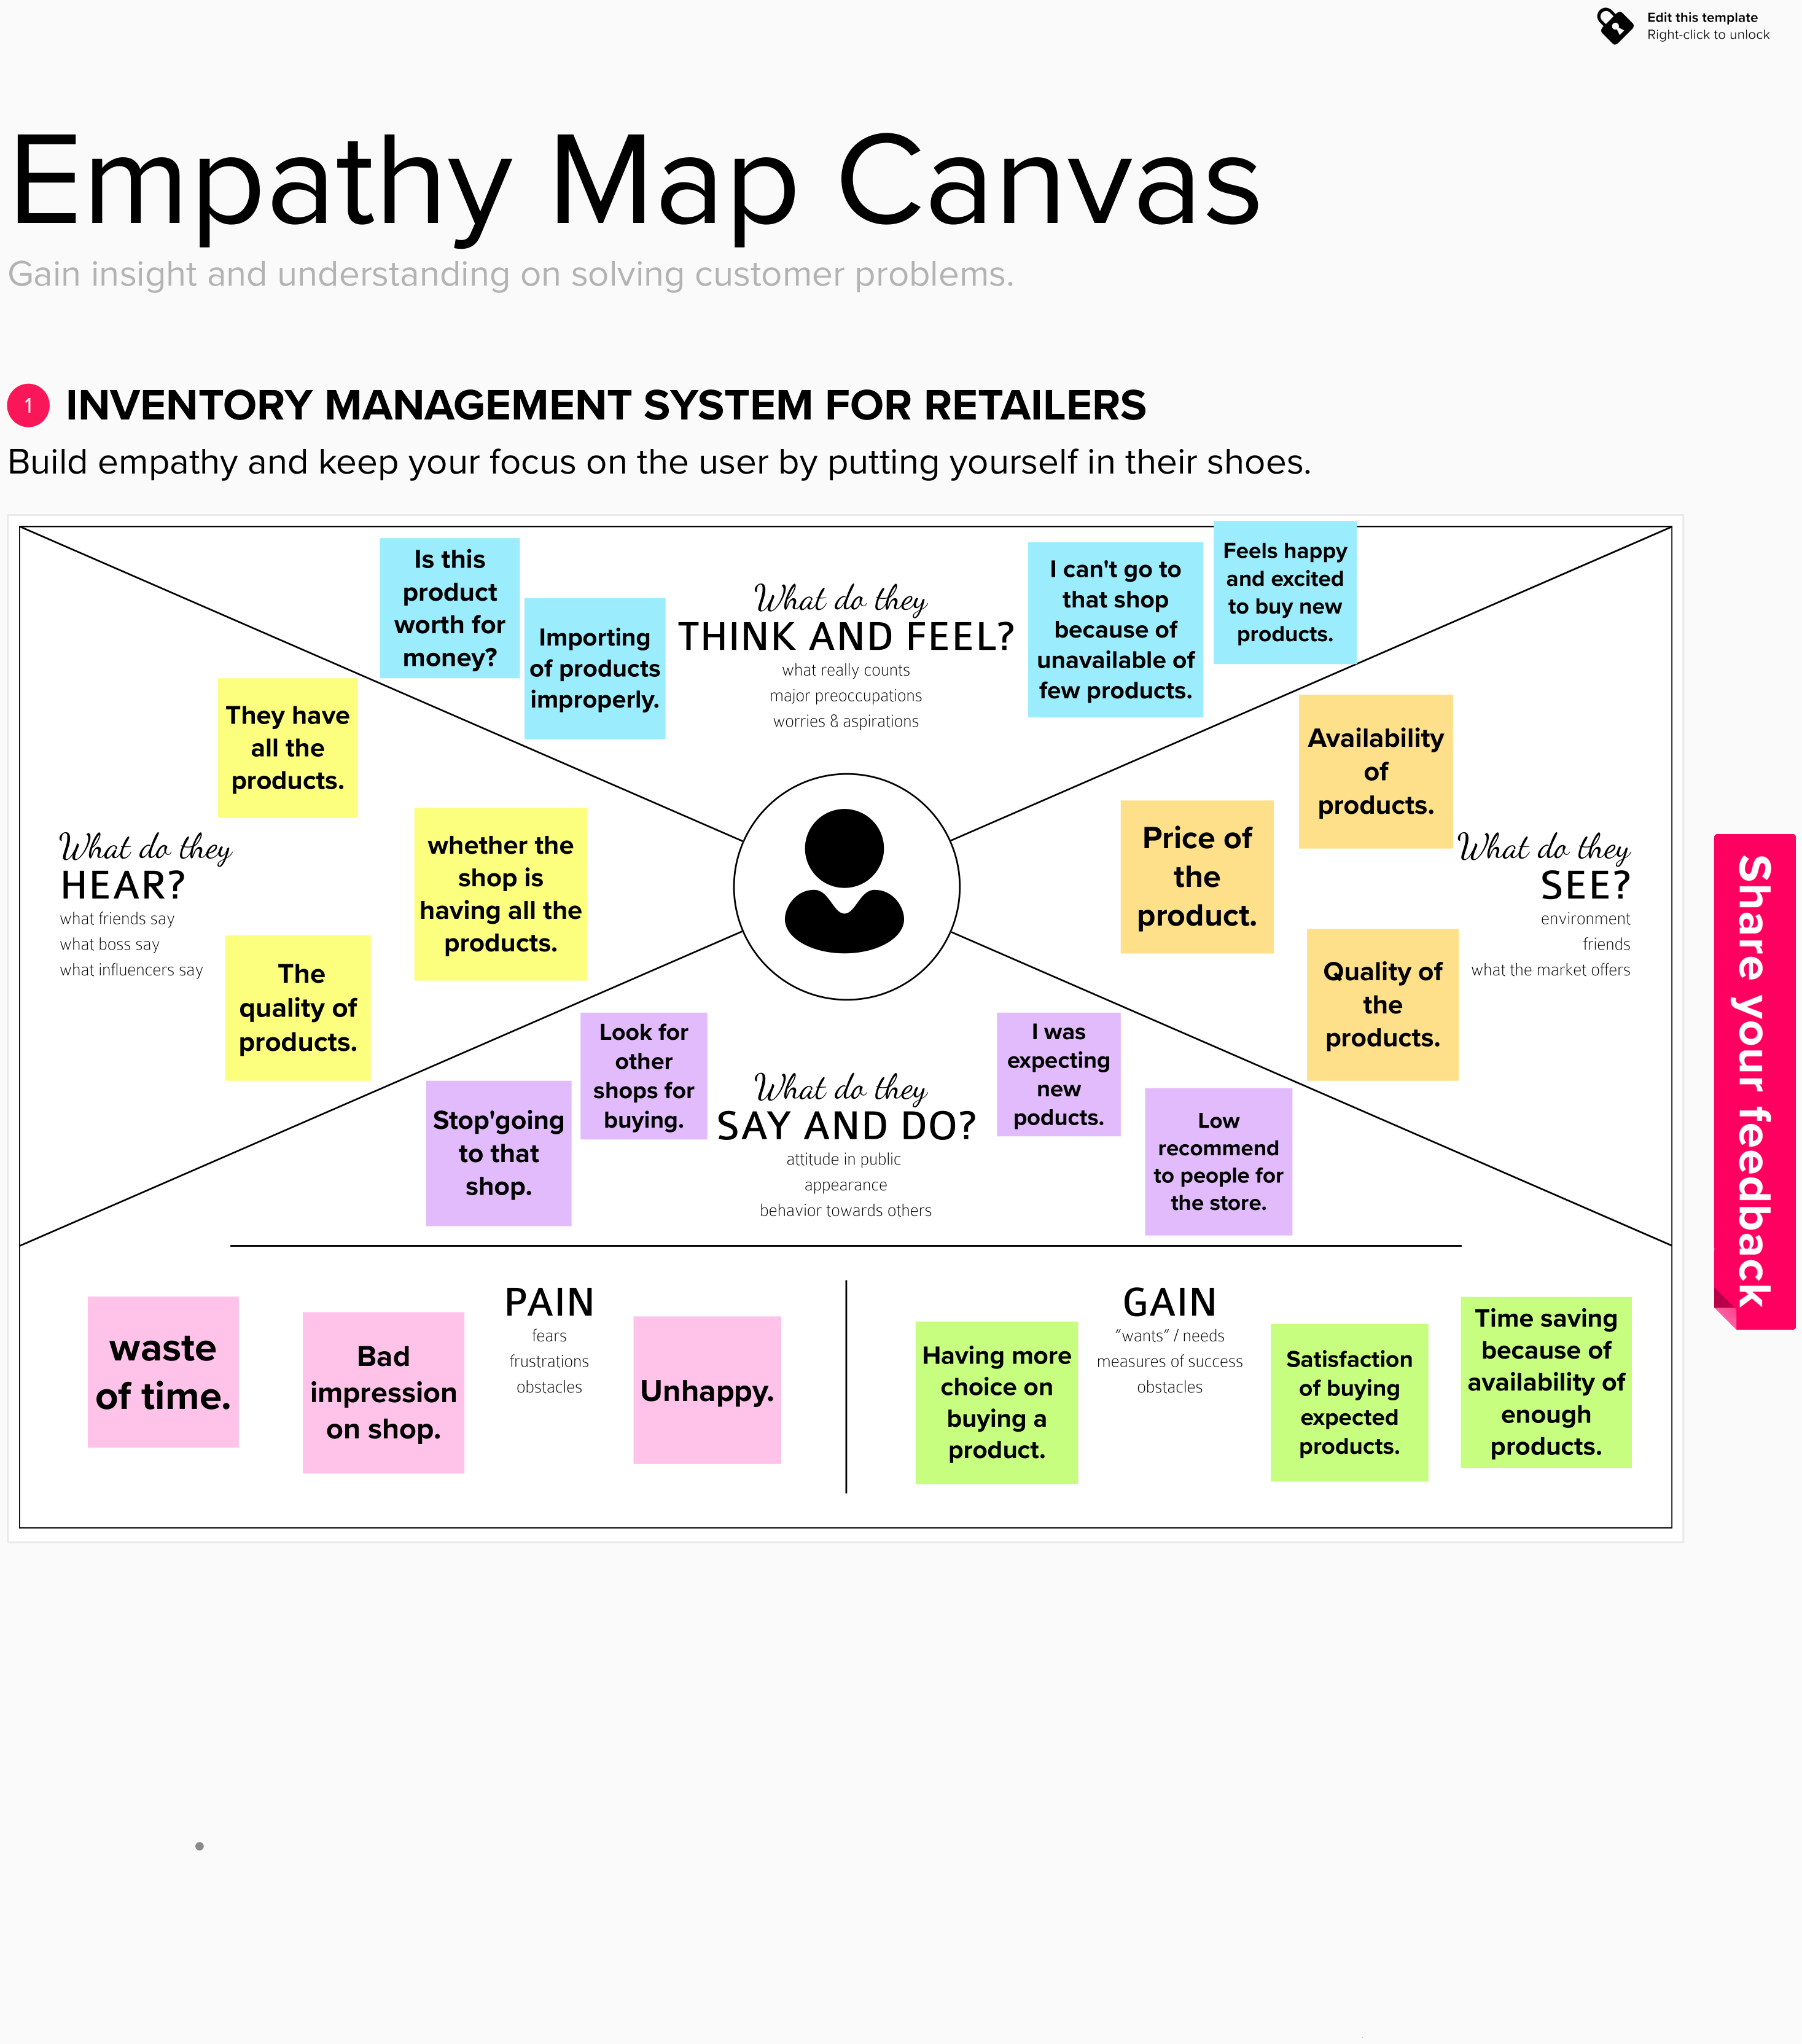 Edit this template
Right-click to unlock
Empathy Map Canvas
Gain insight and understanding on solving customer problems.
1
INVENTORY MANAGEMENT SYSTEM FOR RETAILERS
Build empathy and keep your focus on the user by putting yourself in their shoes.
Is this
product
worth for
money?
Importing
of products
improperly.
What do they
THINK AND FEEL?
what really counts
major preoccupations
worries & aspirations
I can't go to
that shop
because of
unavailable of
few products.
Feels happy
and excited
to buy new
products.
They have
all the
products.
What do they
HEAR?
what friends say
what boss say
what influencers say
whether the
shop is
having all the
products.
The
quality of
products.
Availability
of
products.
Price of
the
product.
What do they
SEE?
environment
friends
what the market offers
Quality of
the
products.
Stop'going
to that
shop.
Look for
other
shops for
buying.
What do they
SAY AND DO?
attitude in public
appearance
behavior towards others
I was
expecting
new
poducts.
Low
recommend
to people for
the store.
waste
of time.
Bad
impression
on shop.
PAIN
fears
frustrations
obstacles
Unhappy.
Having more
choice on
buying a
product.
GAIN
“wants” / needs
measures of success
obstacles
Satisfaction
of buying
expected
products.
Time saving
because of
availability of
enough
products.
Share your feedback